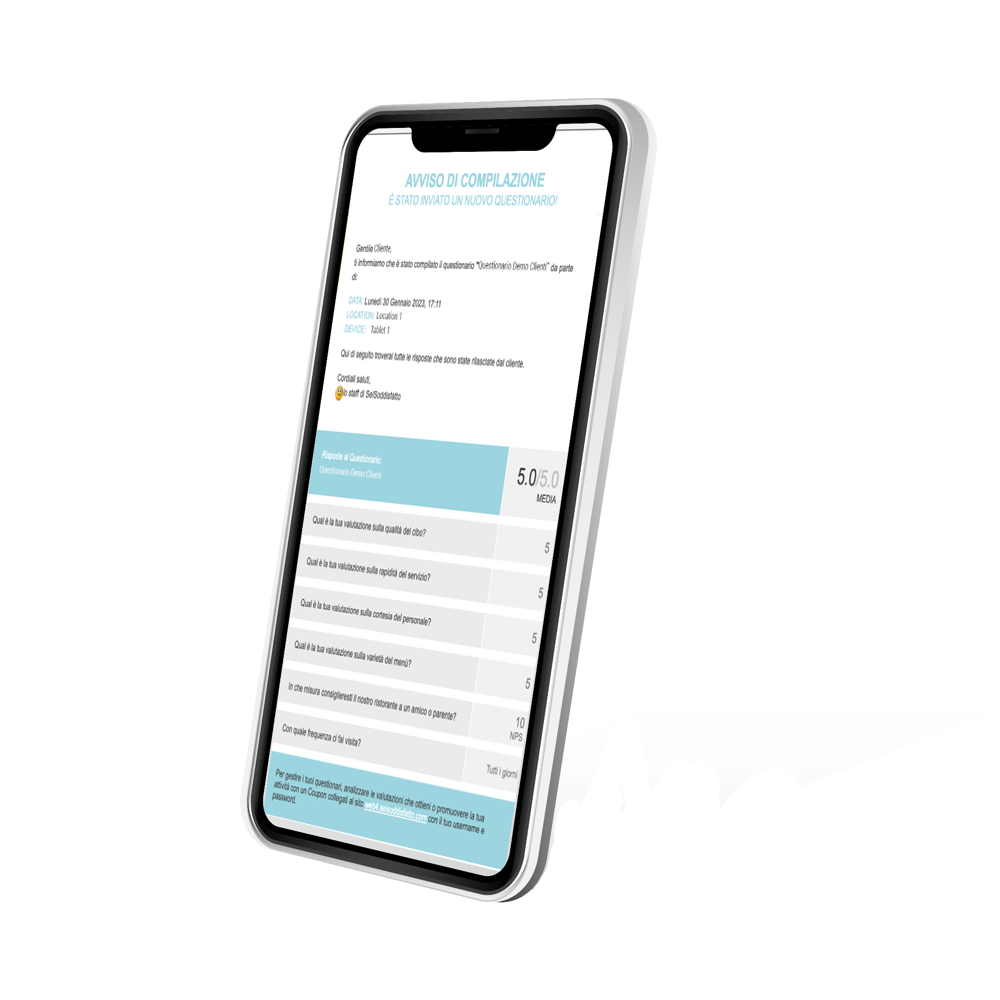 AVVISO DI COMPILAZIONE
È STATO INVIATO UN NUOVO QUESTIONARIO!
Gentile Cliente,
ti informiamo che è stato compilato il questionario "Questionario Demo Clienti" da parte
di:
DATA: Lunedì 30 Gennaio 2023, 17:11
LOCATION: Location 1
DEVICE: Tablet 1
Qui di seguito troverai tutte le risposte che sono state rilasciate dal cliente.
Cordiali saluti,
lo staff di SeiSoddisfatto
Risposte al Questionario:
Questionario Demo Clienti
5.0/5.0
MEDIA
Qual è la tua valutazione sulla qualità del cibo?
5
Qual è la tua valutazione sulla rapidità del servizio?
5
Qual è la tua valutazione sulla cortesia del personale?
5
Qual è la tua valutazione sulla varietà del menù?
5
In che misura consiglieresti il nostro ristorante a un amico o parente?
10
NPS
Con quale frequenza ci fai visita?
Tutti i giorni
Per gestire i tuoi questionari, analizzare le valutazioni che ottieni o promuovere la tua
attività con un Coupon collegati al sito web4.seisoddisfatto.com con il tuo username e
password.